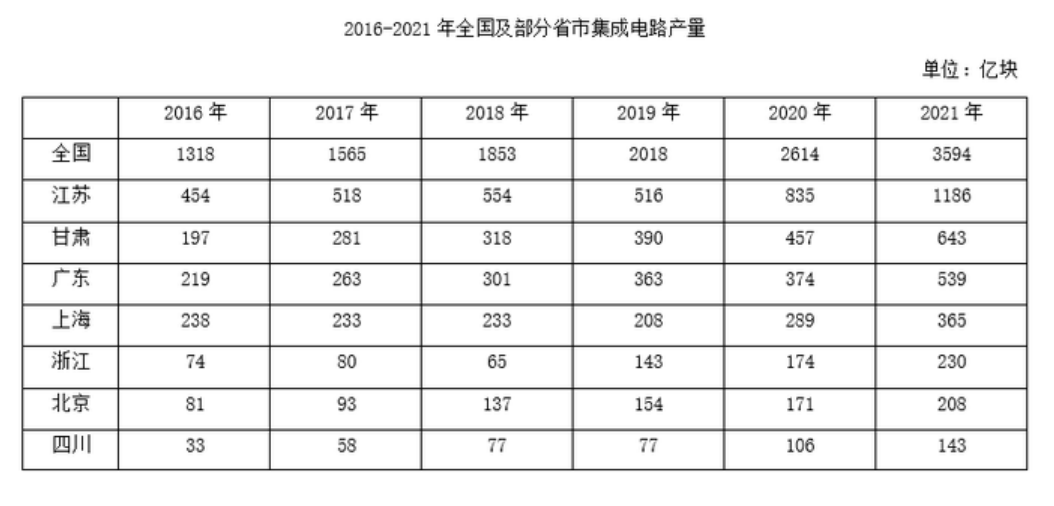 2016-2021 年全国及部分省市集成电路产量
单位：亿块
2016 年 2017 年 2018 年 2019 年 2020 年 2021 年
全国 1318 1565 1853 2018 2614 3594
江苏 454 518 554 516 835 1186
甘肃 197 281 318 390 457 643
广东 219 263 301 363 374 539
上海 238 233 233 208 289 365
浙江 74 80 65 143 174 230
北京 81 93 137 154 171 208
四川 33 58 77 77 106 143